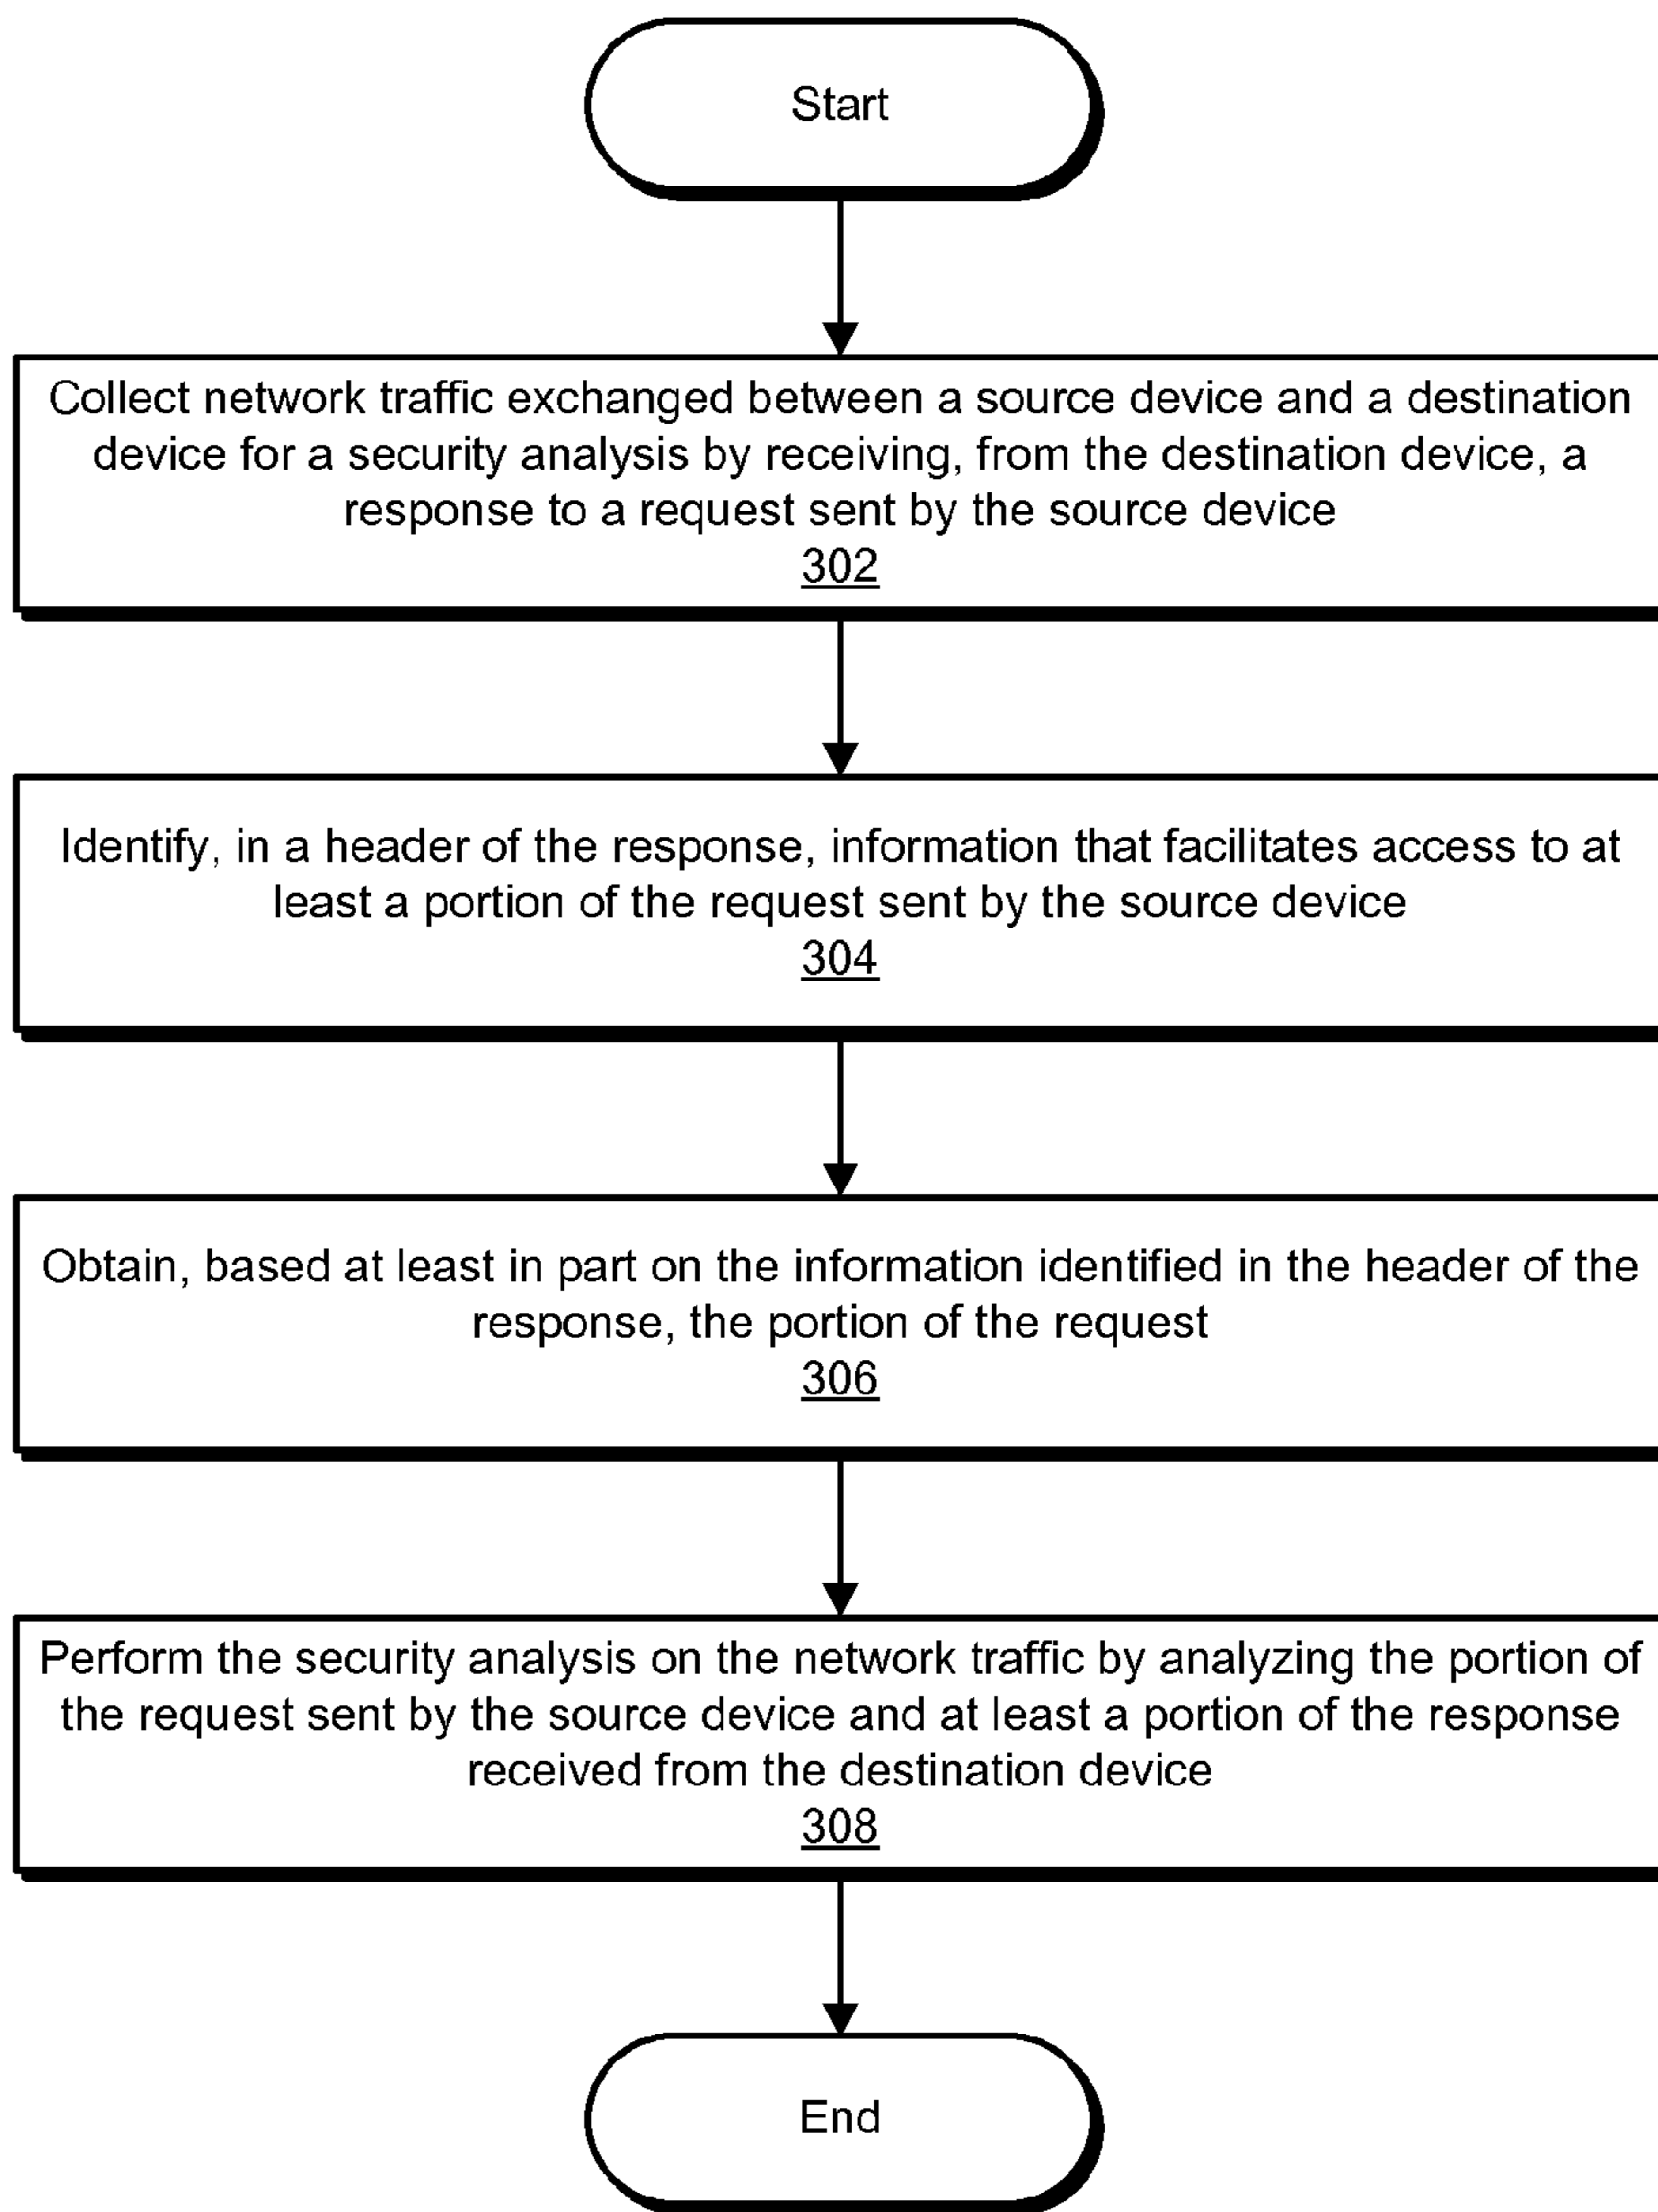 Start
Collect network traffic exchanged between a source device and a destination
device for a security analysis by receiving, from the destination device, a
response to a request sent by the source device
302
Identify, in a header of the response, information that facilitates access to at
least a portion of the request sent by the source device
304
Obtain, based at least in part on the information identified in the header of the
response, the portion of the request
306
Perform the security analysis on the network traffic by analyzing the portion of
the request sent by the source device and at least a portion of the response
received from the destination device
308
End